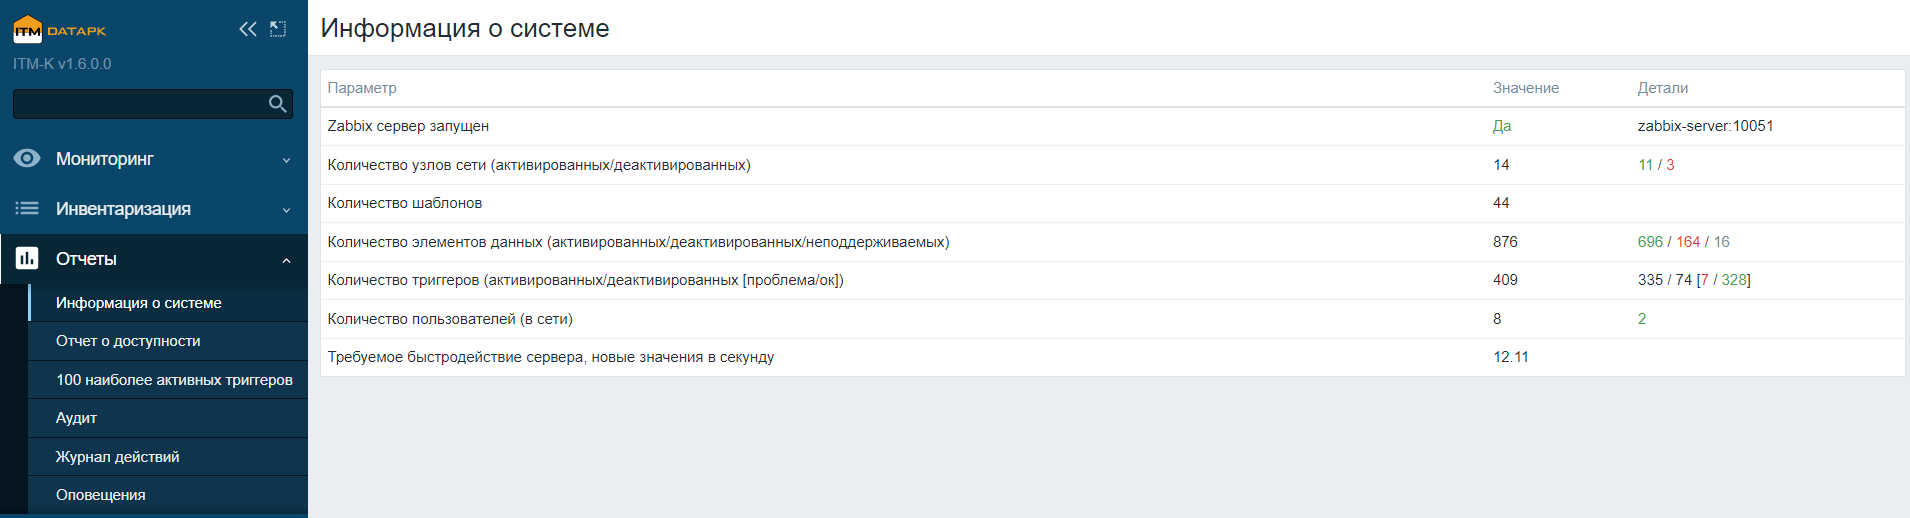 ITM DATAPK
ITM-K v1.6.0.0
Мониторинг
Инвентаризация
Отчеты
Информация о системе
Отчет о доступности
100 наиболее активных триггеров
Аудит
Журнал действий
Оповещения
Информация о системе
Параметр Значение Детали
Zabbix сервер запущен Да zabbix-server:10051
Количество узлов сети (активированных/деактивированных) 14 11 / 3
Количество шаблонов 44
Количество элементов данных (активированных/деактивированных/неподдерживаемых) 876 696 / 164 / 16
Количество триггеров (активированных/деактивированных [проблема/ок]) 409 335 / 74 [7 / 328]
Количество пользователей (в сети) 8 2
Требуемое быстродействие сервера, новые значения в секунду 12.11